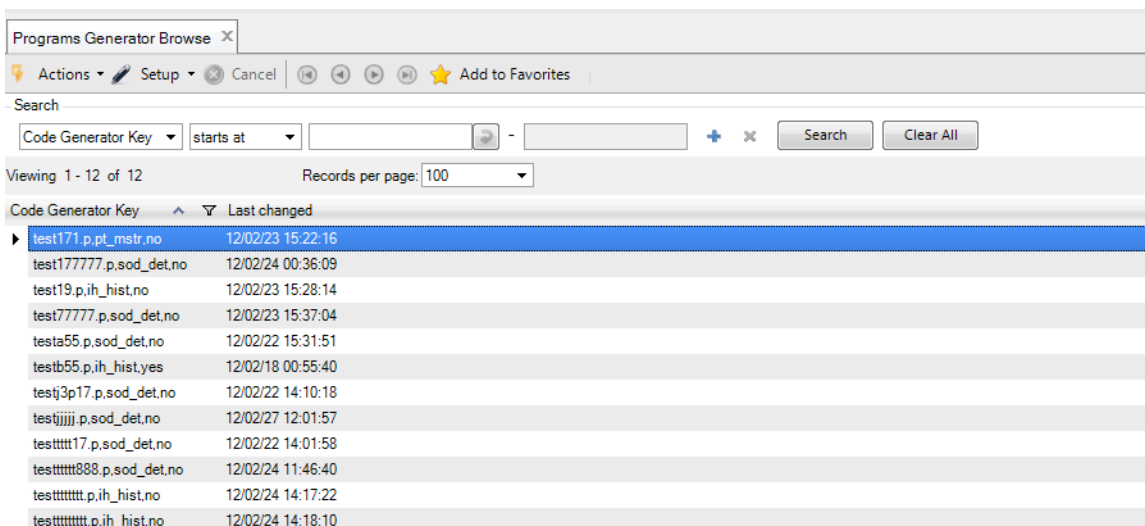 Programs Generator Browse X
Actions Setup Cancel Add to Favorites
Search
Code Generator Key starts at - Search Clear All
Viewing 1 - 12 of 12 Records per page: 100
Code Generator Key Last changed
test171.p,pt_mstr,no 12/02/23 15:22:16
test177777.p,sod_det,no 12/02/24 00:36:09
test19.p,ih_hist,no 12/02/23 15:28:14
test77777.p,sod_det,no 12/02/23 15:37:04
testa55.p,sod_det,no 12/02/22 15:31:51
testb55.p,ih_hist,yes 12/02/18 00:55:40
testj3p17.p,sod_det,no 12/02/22 14:10:18
testjjjjj.p,sod_det,no 12/02/27 12:01:57
testtttt17.p,sod_det,no 12/02/22 14:01:58
testttttt888.p,sod_det,no 12/02/24 11:46:40
testttttttt.p,ih_hist,no 12/02/24 14:17:22
testtttttttt.p,ih_hist,no 12/02/24 14:18:10